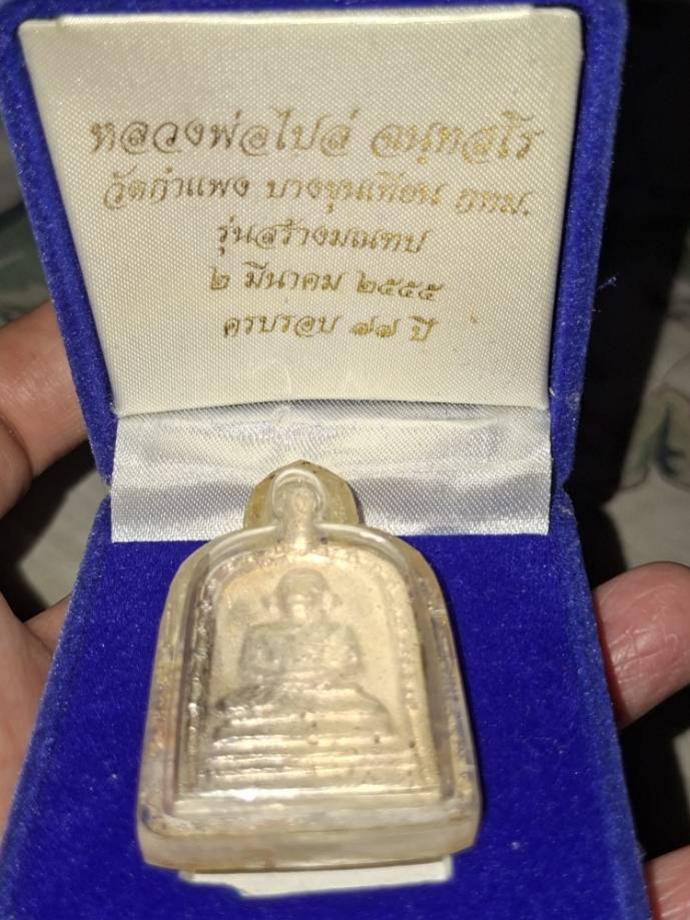 หลวงพ่อไปล่ ฉนฺทสโร
วัดกำแพง บางขุนเทียน กทม.
รุ่นสร้างมณฑป
๒ มีนาคม ๒๕๕๕
ครบรอบ ๗๗ ปี